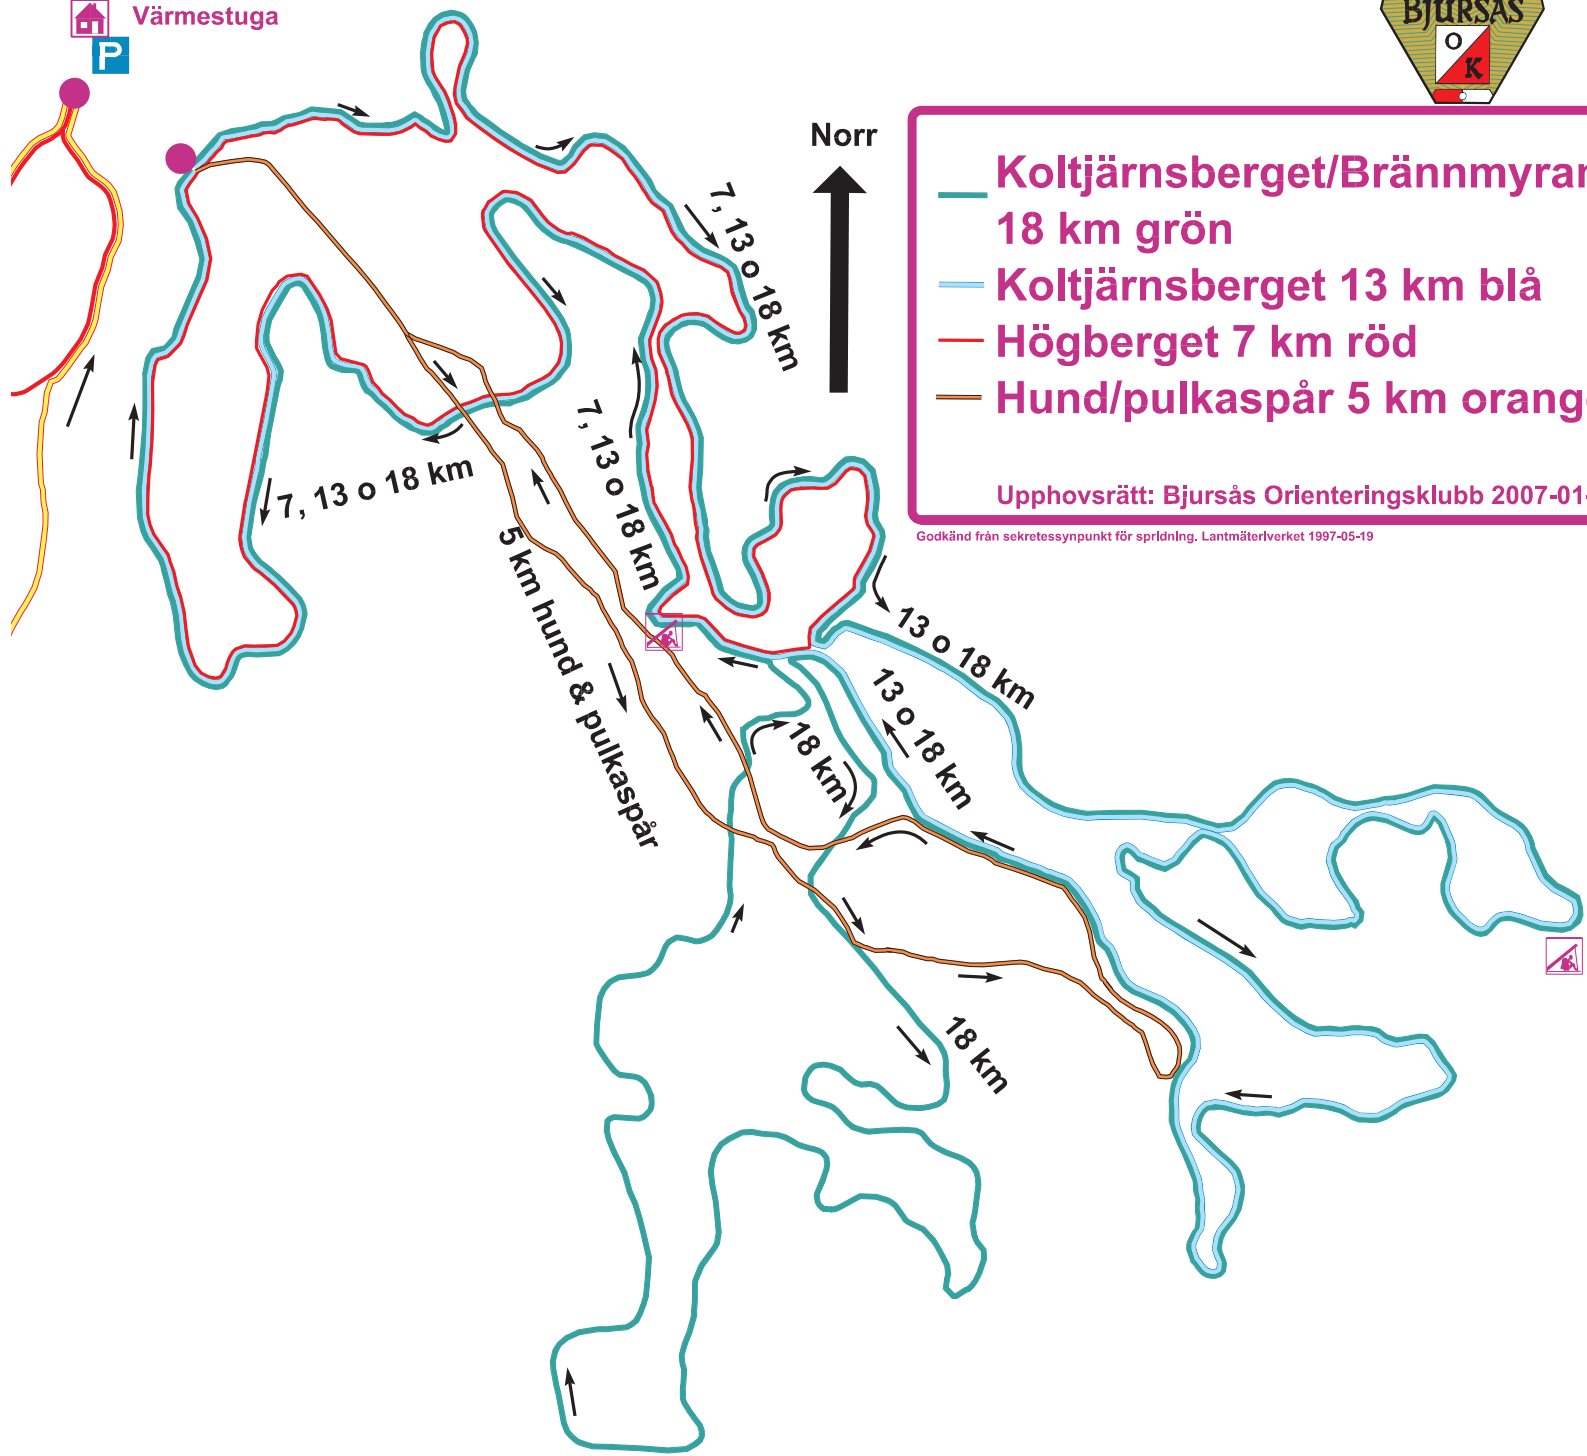 Värmestuga
P
BJURSÅS
O
K
Norr
Koltjärnsberget/Brännmyran
18 km grön
Koltjärnsberget 13 km blå
Högberget 7 km röd
Hund/pulkaspår 5 km orange
Upphovsrätt: Bjursås Orienteringsklubb 2007-01-
Godkänd från sekretessynpunkt för spridning. Lantmäteriverket 1997-05-19
7, 13 o 18 km
7, 13 o 18 km
7, 13 o 18 km
5 km hund & pulkaspår
13 o 18 km
13 o 18 km
18 km
18 km